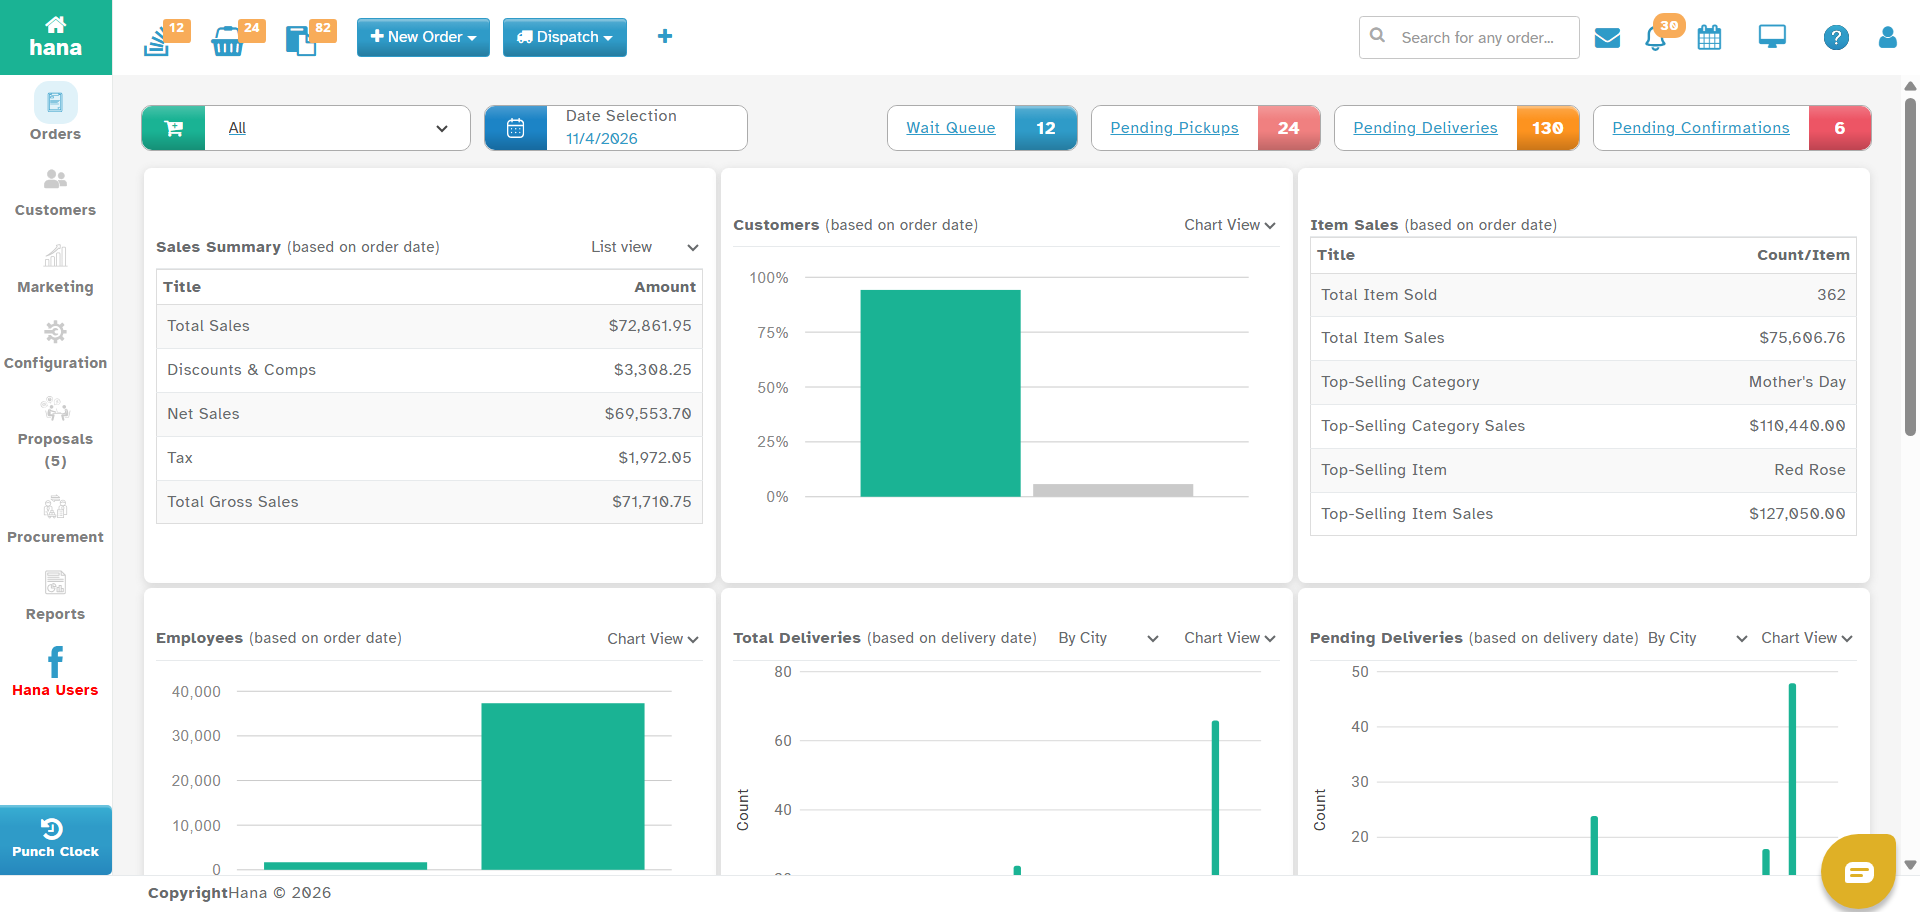 hana
12
24
82
New Order
Dispatch
Search for any order...
30
Orders
Customers
Marketing
Configuration
Proposals
(5)
Procurement
Reports
Hana Users
Punch Clock
All
Date Selection
11/4/2026
Wait Queue 12
Pending Pickups 24
Pending Deliveries 130
Pending Confirmations 6
Sales Summary (based on order date) List view
Title Amount
Total Sales $72,861.95
Discounts & Comps $3,308.25
Net Sales $69,553.70
Tax $1,972.05
Total Gross Sales $71,710.75
Customers (based on order date) Chart View
100%
75%
50%
25%
0%
Item Sales (based on order date)
Title Count/Item
Total Item Sold 362
Total Item Sales $75,606.76
Top-Selling Category Mother's Day
Top-Selling Category Sales $110,440.00
Top-Selling Item Red Rose
Top-Selling Item Sales $127,050.00
Employees (based on order date) Chart View
40,000
30,000
20,000
10,000
0
Total Deliveries (based on delivery date) By City Chart View
80
60
40
Count
Pending Deliveries (based on delivery date) By City Chart View
50
40
30
20
Count
CopyrightHana © 2026